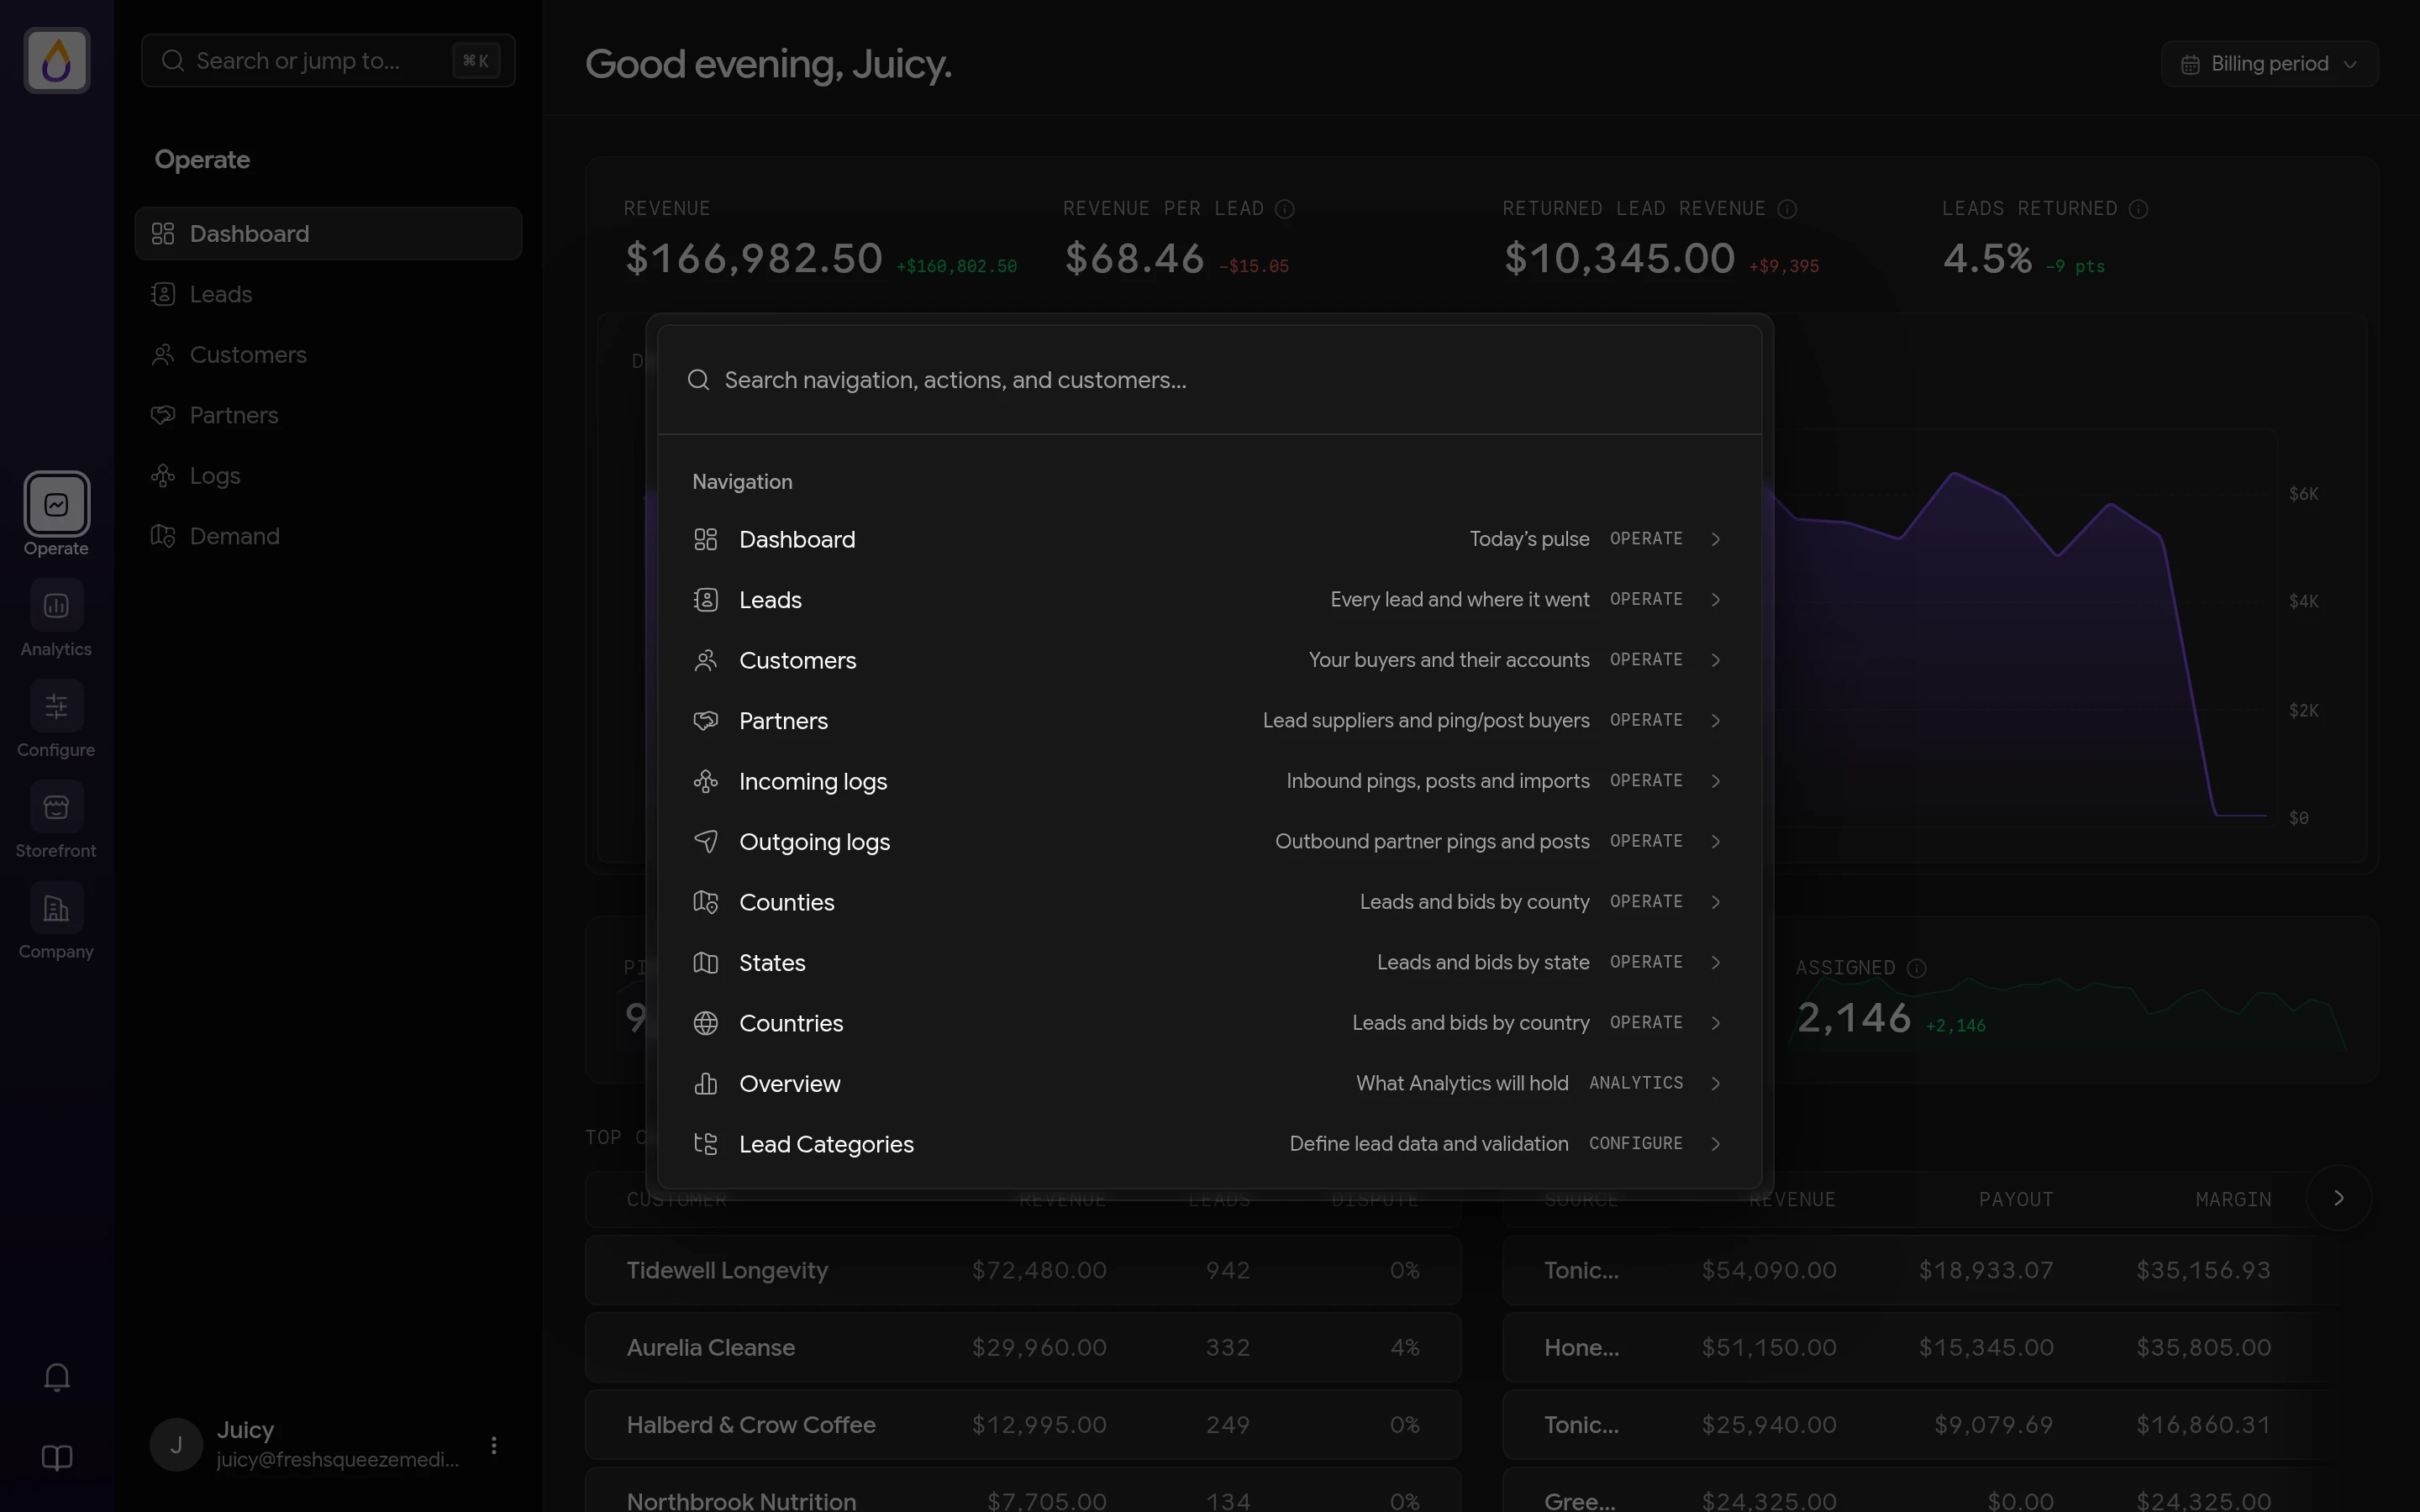 Search or jump to...
⌘K
Operate
Dashboard
Leads
Customers
Partners
Logs
Demand
Operate
Analytics
Configure
Storefront
Company
J
Juicy
juicy@freshsqueezemedi...
Good evening, Juicy.
Billing period
REVENUE
$166,982.50 +$160,802.50
REVENUE PER LEAD
$68.46 -$15.05
RETURNED LEAD REVENUE
$10,345.00 +$9,395
LEADS RETURNED
4.5% -9 pts
$6K
$4K
$2K
$0
Search navigation, actions, and customers...
Navigation
Dashboard Today's pulse OPERATE
Leads Every lead and where it went OPERATE
Customers Your buyers and their accounts OPERATE
Partners Lead suppliers and ping/post buyers OPERATE
Incoming logs Inbound pings, posts and imports OPERATE
Outgoing logs Outbound partner pings and posts OPERATE
Counties Leads and bids by county OPERATE
States Leads and bids by state OPERATE
Countries Leads and bids by country OPERATE
Overview What Analytics will hold ANALYTICS
Lead Categories Define lead data and validation CONFIGURE
ASSIGNED
2,146 +2,146
TOP
CUSTOMER REVENUE LEADS DISPUTE
Tidewell Longevity $72,480.00 942 0%
Aurelia Cleanse $29,960.00 332 4%
Halberd & Crow Coffee $12,995.00 249 0%
Northbrook Nutrition $7,705.00 134 0%
SOURCE REVENUE PAYOUT MARGIN
Tonic... $54,090.00 $18,933.07 $35,156.93
Hone... $51,150.00 $15,345.00 $35,805.00
Tonic... $25,940.00 $9,079.69 $16,860.31
Gree... $24,325.00 $0.00 $24,325.00